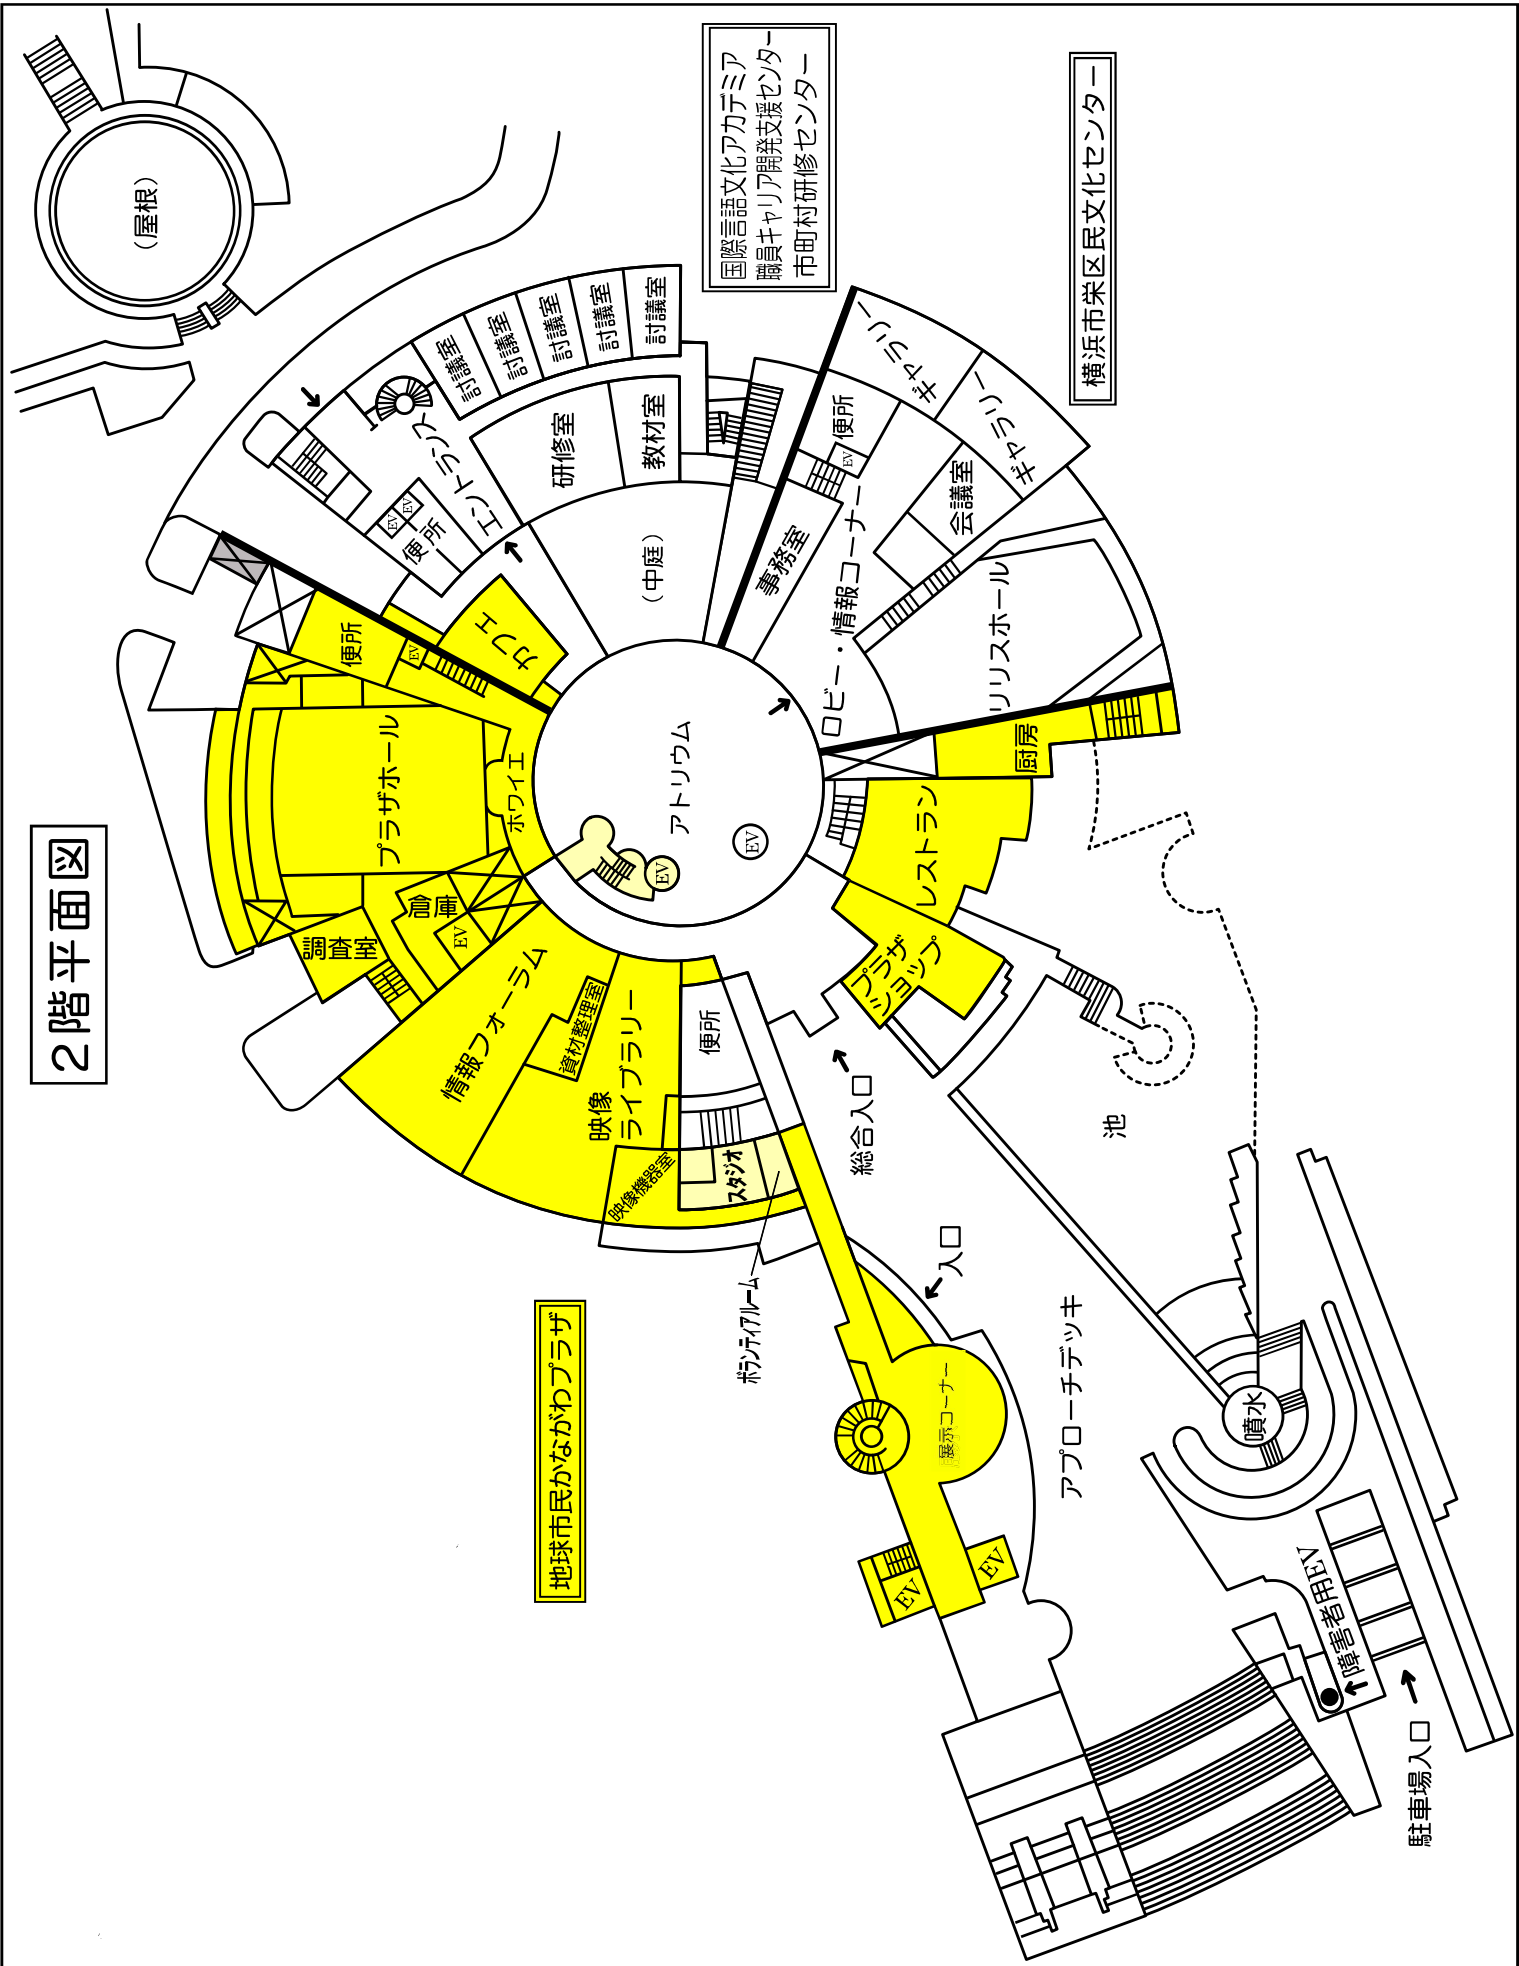 2階平面図
(屋根)
国際言語文化アカデミア
職員キャリア開発支援センター
市町村研修センター
横浜市栄区民文化センター
討議室
討議室
討議室
討議室
討議室
研修室
教材室
エントランス
EV
EV
便所
(中庭)
ギャラリー
ギャラリー
便所
EV
会議室
事務室
ロビー・情報コーナー
リリスホール
便所
EV
カフェ
プラザホール
ホワイエ
アトリウム
EV
EV
厨房
レストラン
プラザ
ショップ
調査室
倉庫
EV
情報フォーラム
資材整理室
映像
ライブラリー
映像機器室
便所
スタジオ
ボランティアルーム
総合入口
入口
池
地球市民かながわプラザ
展示コーナー
アプローチデッキ
噴水
EV
EV
障害者用EV
駐車場入口